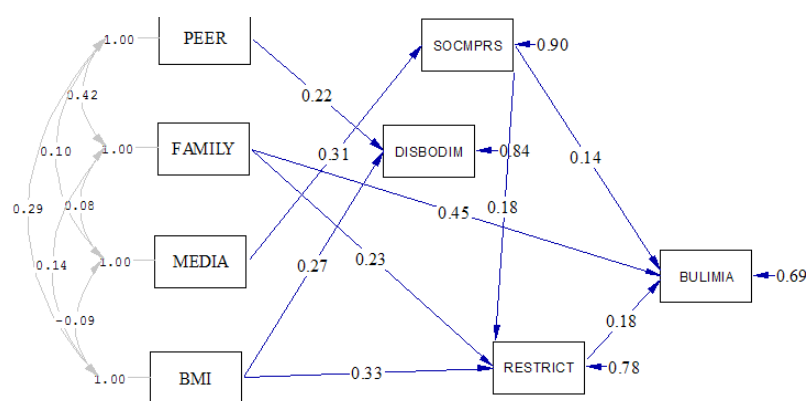 1.00
PEER
SOCMPRS
0.90
0.42
0.22
1.00
FAMILY
DISBODIM
0.84
0.10
0.31
0.14
0.29
0.08
0.45
0.18
1.00
MEDIA
0.23
0.27
BULIMIA
0.69
0.14
-0.09
0.18
1.00
BMI
0.33
RESTRICT
0.78